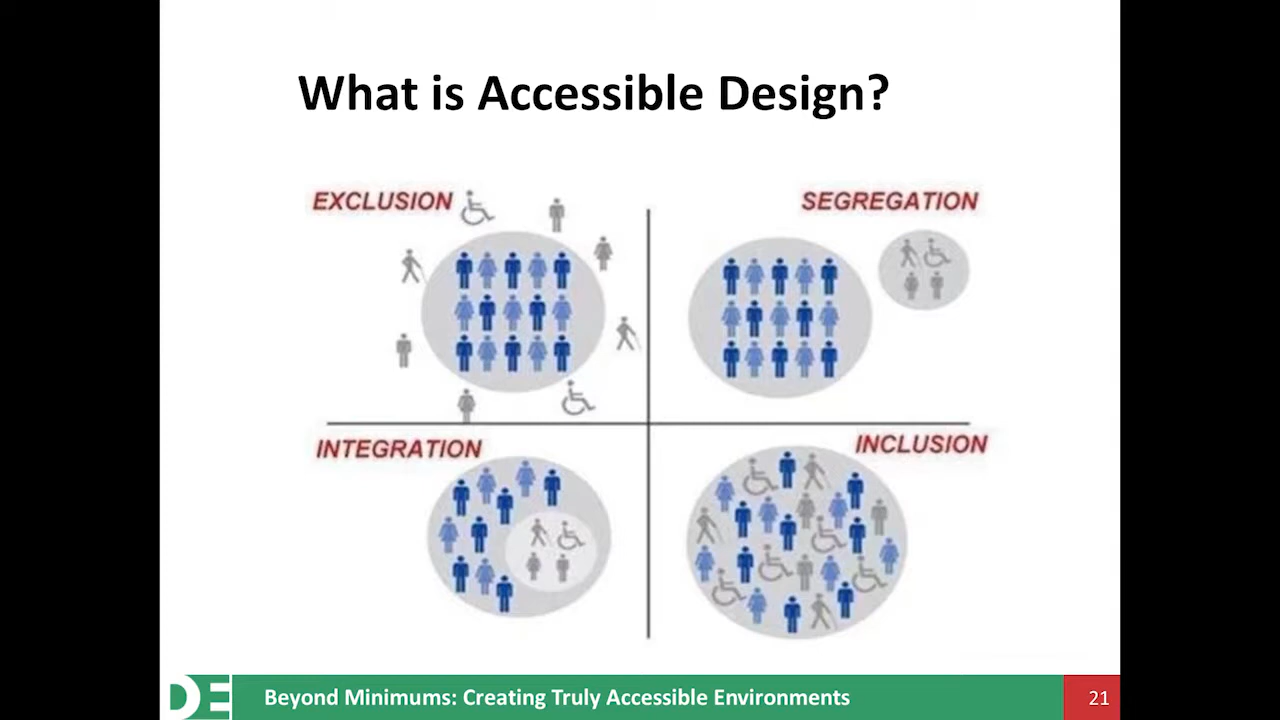 What is Accessible Design?
EXCLUSION
SEGREGATION
INTEGRATION
INCLUSION
DE
Beyond Minimums: Creating Truly Accessible Environments
21